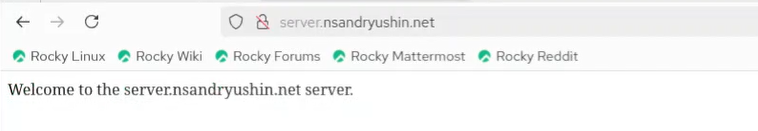 server.nsandryushin.net
Rocky Linux Rocky Wiki Rocky Forums Rocky Mattermost Rocky Reddit
Welcome to the server.nsandryushin.net server.